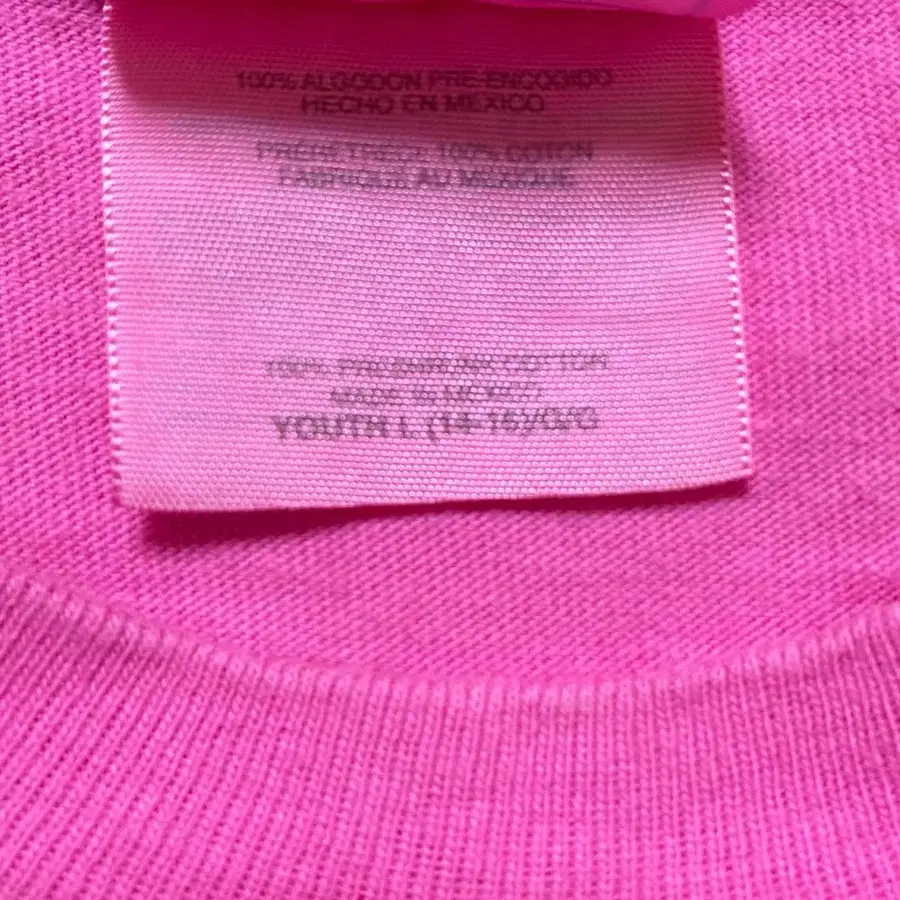 100% ALGODON PRE-ENCOGIDO
HECHO EN MEXICO
PRÉRÉTRÉCI, 100% COTON
FABRIQUÉ AU MEXIQUE
100% PRESHRUNK COTTON
MADE IN MEXICO
YOUTH L (14-16)/G/G